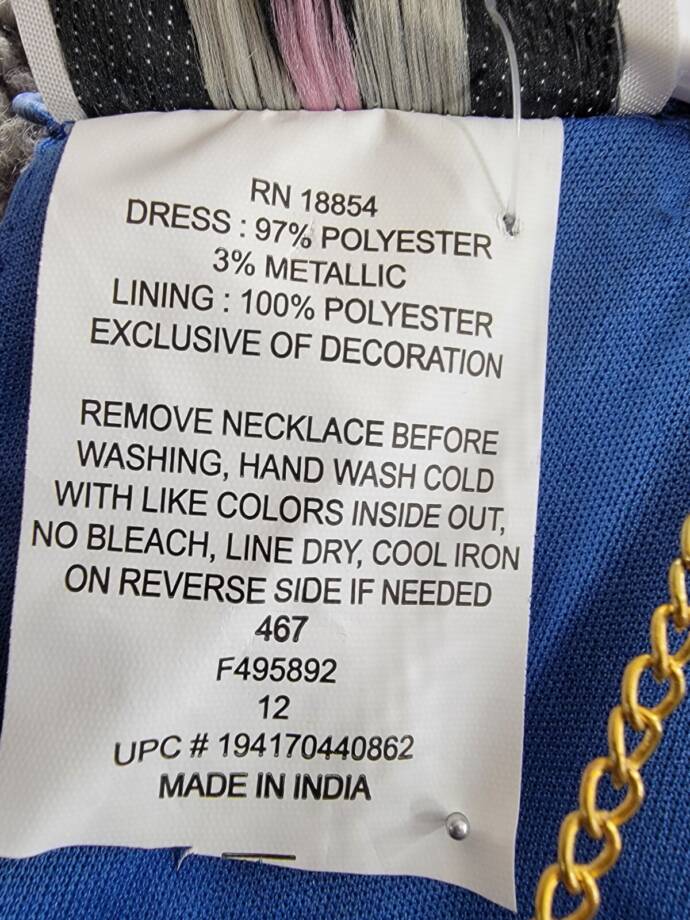 RN 18854
DRESS : 97% POLYESTER
3% METALLIC
LINING : 100% POLYESTER
EXCLUSIVE OF DECORATION
REMOVE NECKLACE BEFORE
WASHING, HAND WASH COLD
WITH LIKE COLORS INSIDE OUT,
NO BLEACH, LINE DRY, COOL IRON
ON REVERSE SIDE IF NEEDED
467
F495892
12
UPC # 194170440862
MADE IN INDIA